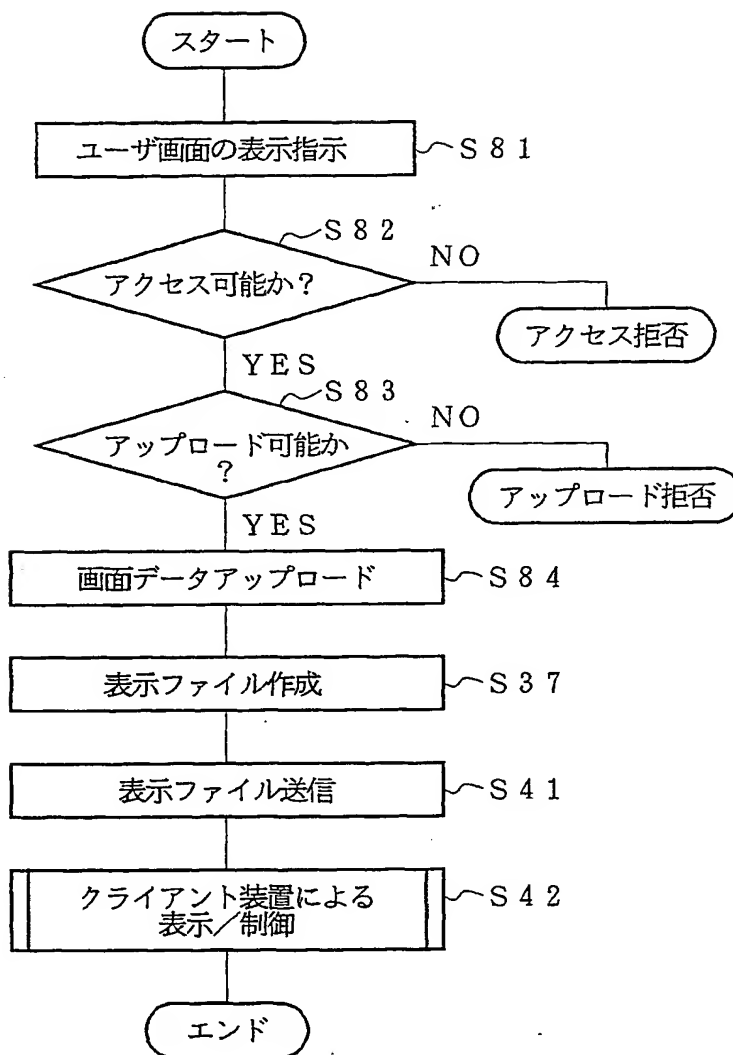 スタート
ユーザ画面の表示指示
S81
S82
アクセス可能か？
NO
アクセス拒否
YES
S83
アップロード可能か
？
NO
アップロード拒否
YES
画面データアップロード
S84
表示ファイル作成
S37
表示ファイル送信
S41
クライアント装置による
表示／制御
S42
エンド